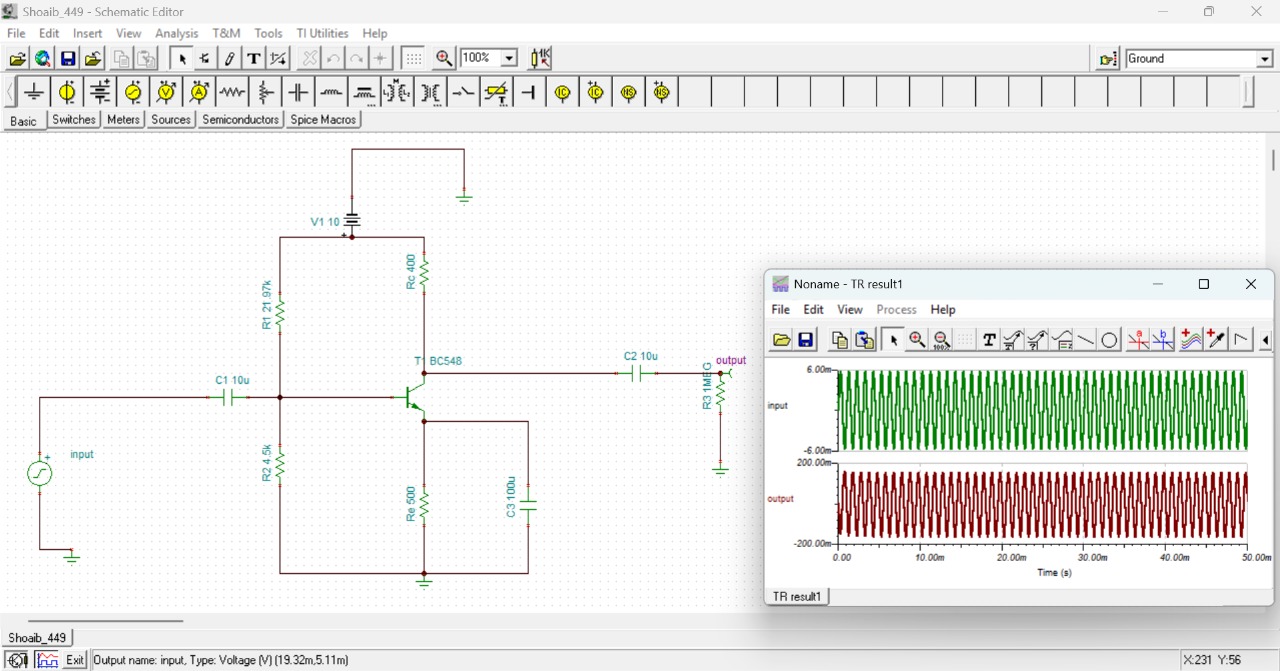 Shoaib_449 - Schematic Editor
File Edit Insert View Analysis T&M Tools TI Utilities Help
100%
Ground
Basic Switches Meters Sources Semiconductors Spice Macros
V1 10
Rc 400
R1 21.97k
T1 BC548
C2 10u
output
R3 1MEG
C1 10u
input
R2 4.5k
Re 500
C3 100u
Noname - TR result1
File Edit View Process Help
6.00m
input
-6.00m
200.00m
output
-200.00m
0.00 10.00m 20.00m 30.00m 40.00m 50.00m
Time (s)
TR result1
Shoaib_449
Exit Output name: input, Type: Voltage (V) (19.32m,5.11m)
X:231 Y:56